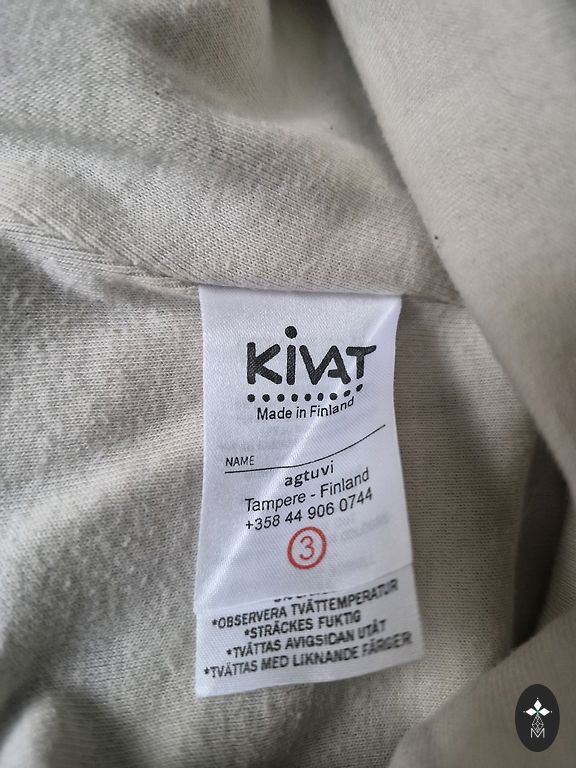 KIVAT
Made in Finland
NAME
agtuvi
Tampere - Finland
+358 44 906 0744
3
*OBSERVERA TVÄTTEMPERATUR
*STRÄCKES FUKTIG
*TVÄTTAS AVIGSIDAN UTÅT
*TVÄTTAS MED LIKNANDE FÄRGER
M